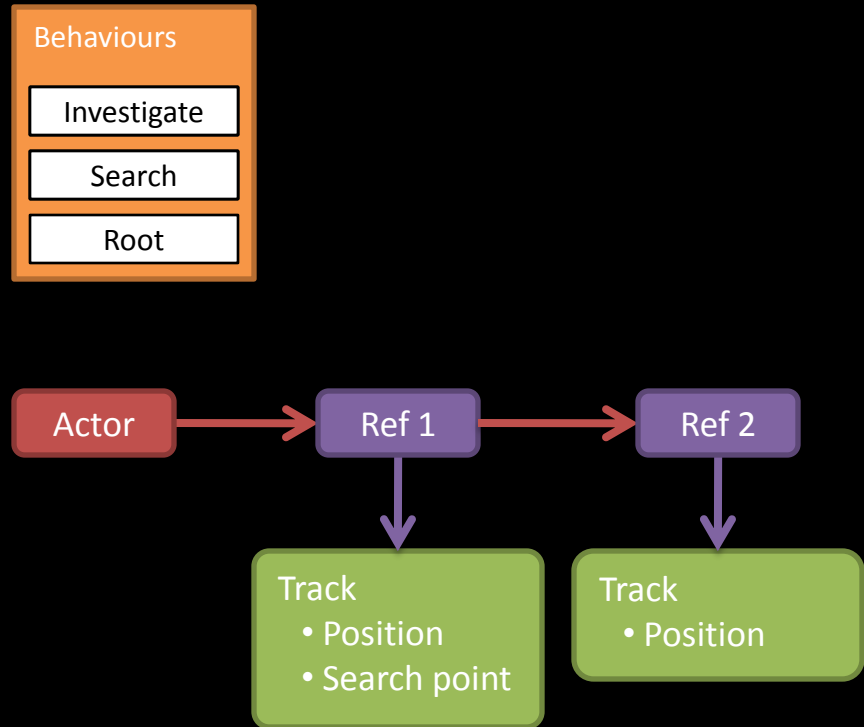 Behaviours
Investigate
Search
Root
Actor
Ref 1
Ref 2
Track
• Position
• Search point
Track
• Position